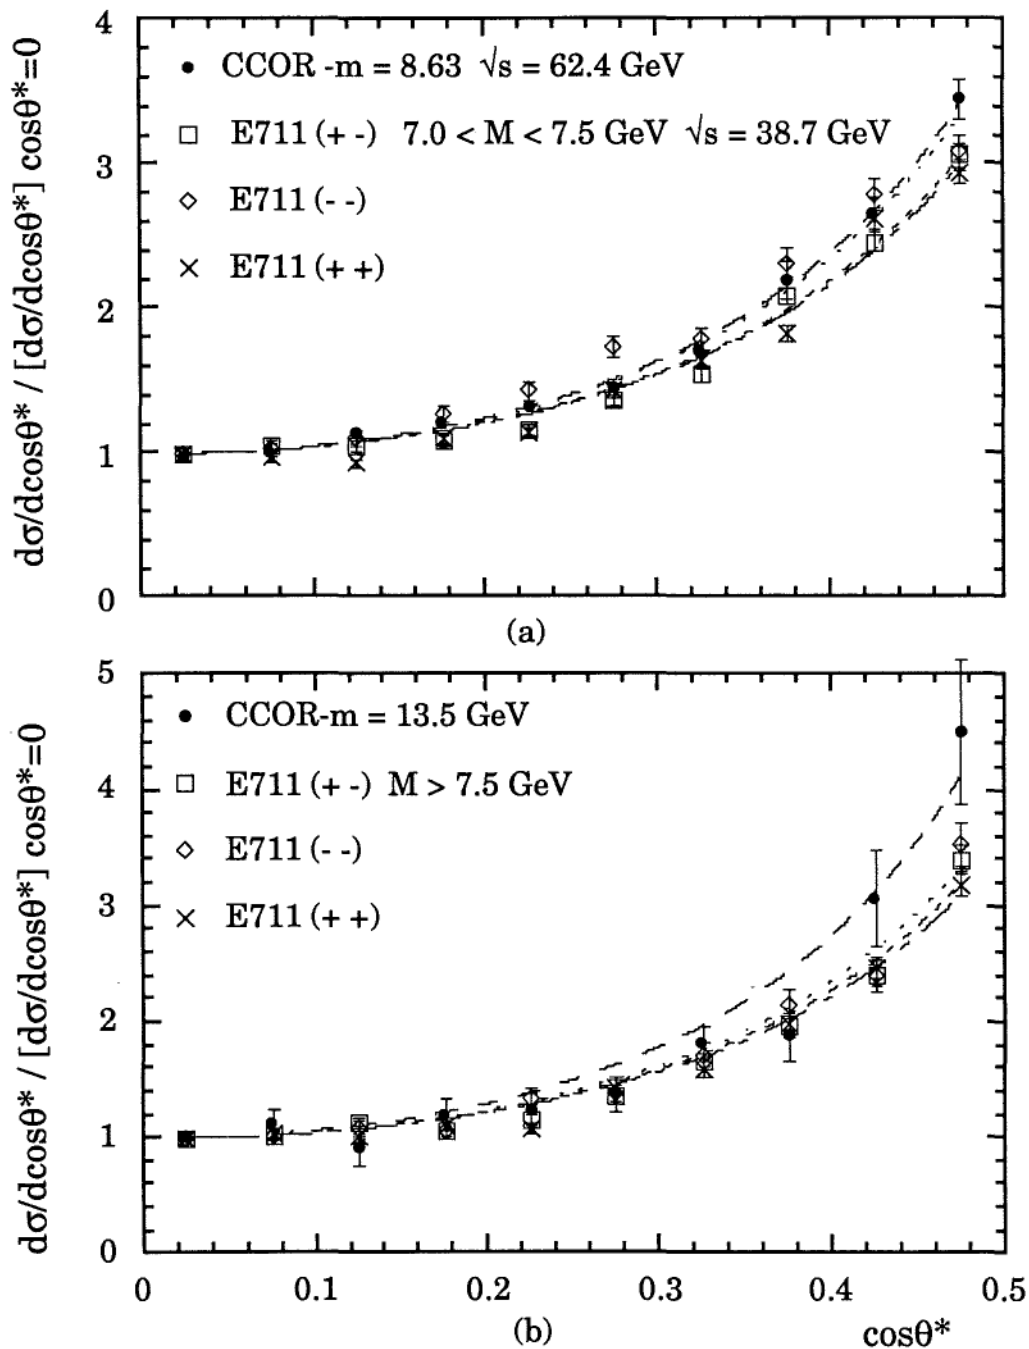 4
3
2
1
0
dσ/dcosθ* / [dσ/dcosθ*] cosθ*=0
CCOR -m = 8.63 √s = 62.4 GeV
E711 (+ -) 7.0 < M < 7.5 GeV √s = 38.7 GeV
E711 (- -)
E711 (+ +)
(a)
5
4
3
2
1
0
dσ/dcosθ* / [dσ/dcosθ*] cosθ*=0
CCOR-m = 13.5 GeV
E711 (+ -) M > 7.5 GeV
E711 (- -)
E711 (+ +)
0 0.1 0.2 0.3 0.4 0.5
(b) cosθ*